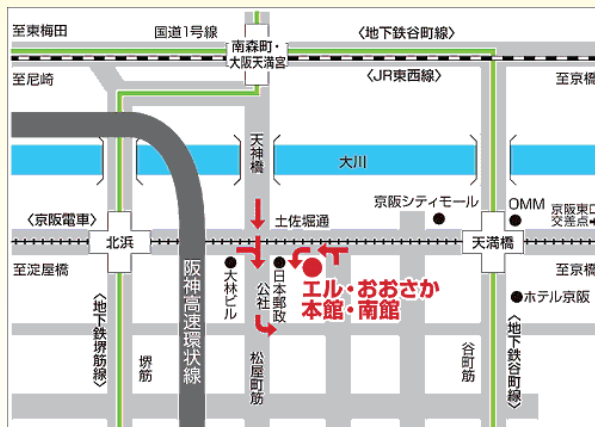 至東梅田
国道1号線
南森町・
大阪天満宮
〈地下鉄谷町線〉
至尼崎
〈JR東西線〉
至京橋
天神橋
大川
京阪シティモール
OMM
京阪東口
交差点
〈京阪電車〉
土佐堀通
北浜
天満橋
至淀屋橋
至京橋
阪神高速環状線
大林ビル
公社
日本郵政
エル・おおさか
本館・南館
ホテル京阪
〈地下鉄堺筋線〉
堺筋
松屋町筋
谷町筋
〈地下鉄谷町線〉